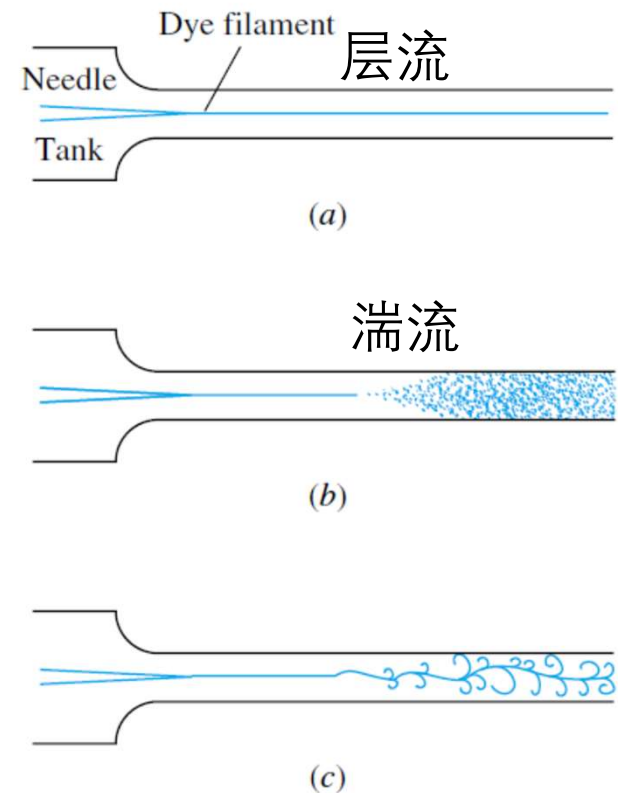 Dye filament
层流
Needle
Tank
(a)
湍流
(b)
(c)